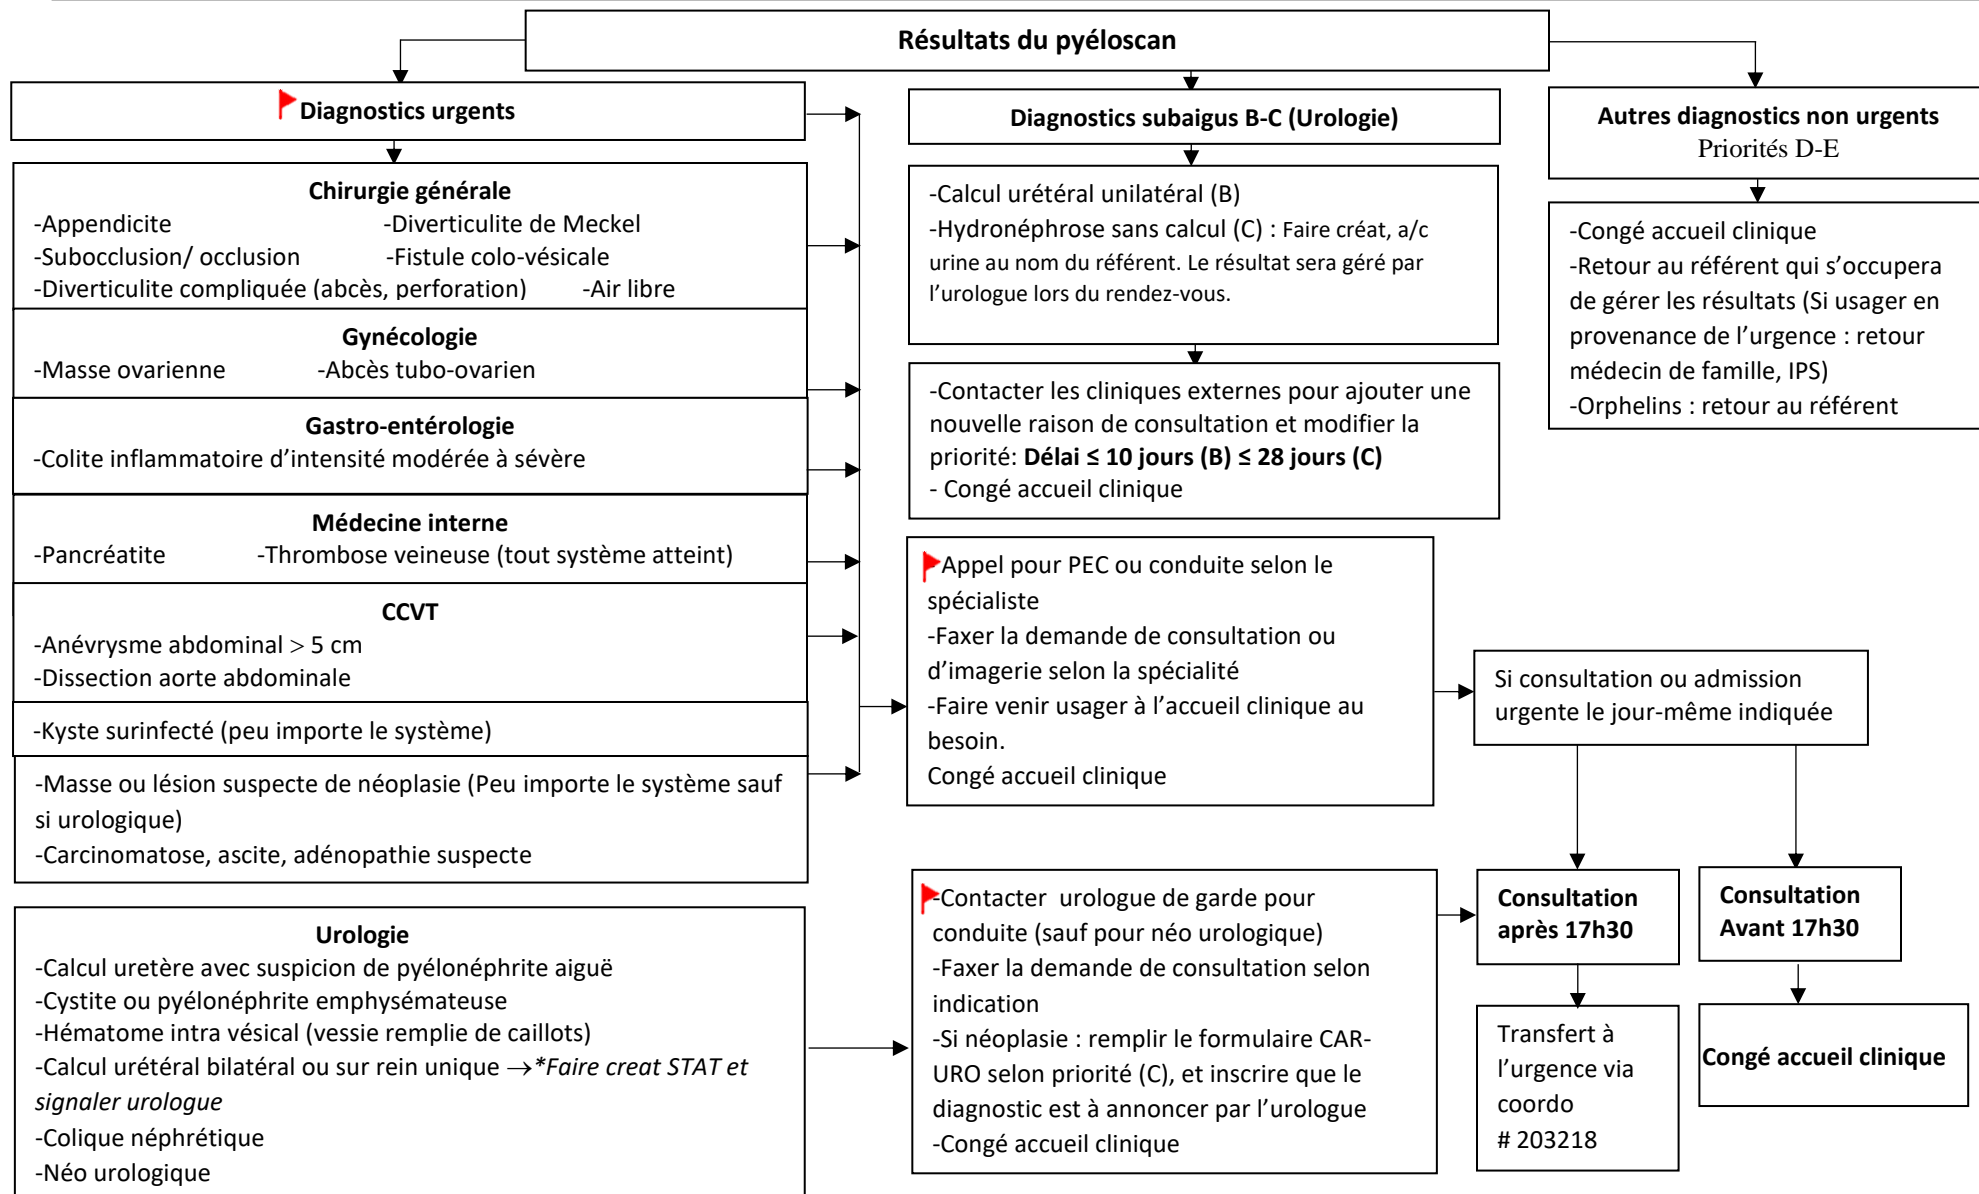 Résultats du pyéloscan
Diagnostics urgents
Chirurgie générale
-Appendicite -Diverticulite de Meckel
-Subocclusion/ occlusion -Fistule colo-vésicale
-Diverticulite compliquée (abcès, perforation) -Air libre
Gynécologie
-Masse ovarienne -Abcès tubo-ovarien
Gastro-entérologie
-Colite inflammatoire d’intensité modérée à sévère
Médecine interne
-Pancréatite -Thrombose veineuse (tout système atteint)
CCVT
-Anévrysme abdominal > 5 cm
-Dissection aorte abdominale
-Kyste surinfecté (peu importe le système)
-Masse ou lésion suspecte de néoplasie (Peu importe le système sauf
si urologique)
-Carcinomatose, ascite, adénopathie suspecte
Urologie
-Calcul uretère avec suspicion de pyélonéphrite aiguë
-Cystite ou pyélonéphrite emphysémateuse
-Hématome intra vésical (vessie remplie de caillots)
-Calcul urétéral bilatéral ou sur rein unique →*Faire creat STAT et
signaler urologue
-Colique néphrétique
-Néo urologique
Diagnostics subaigus B-C (Urologie)
-Calcul urétéral unilatéral (B)
-Hydronéphrose sans calcul (C) : Faire créat, a/c
urine au nom du référent. Le résultat sera géré par
l’urologue lors du rendez-vous.
-Contacter les cliniques externes pour ajouter une
nouvelle raison de consultation et modifier la
priorité: Délai ≤ 10 jours (B) ≤ 28 jours (C)
- Congé accueil clinique
-Appel pour PEC ou conduite selon le
spécialiste
-Faxer la demande de consultation ou
d’imagerie selon la spécialité
-Faire venir usager à l’accueil clinique au
besoin.
Congé accueil clinique
-Contacter urologue de garde pour
conduite (sauf pour néo urologique)
-Faxer la demande de consultation selon
indication
-Si néoplasie : remplir le formulaire CAR-
URO selon priorité (C), et inscrire que le
diagnostic est à annoncer par l’urologue
-Congé accueil clinique
Autres diagnostics non urgents
Priorités D-E
-Congé accueil clinique
-Retour au référent qui s’occupera
de gérer les résultats (Si usager en
provenance de l’urgence : retour
médecin de famille, IPS)
-Orphelins : retour au référent
Si consultation ou admission
urgente le jour-même indiquée
Consultation
après 17h30
Transfert à
l’urgence via
coordo
# 203218
Consultation
Avant 17h30
Congé accueil clinique